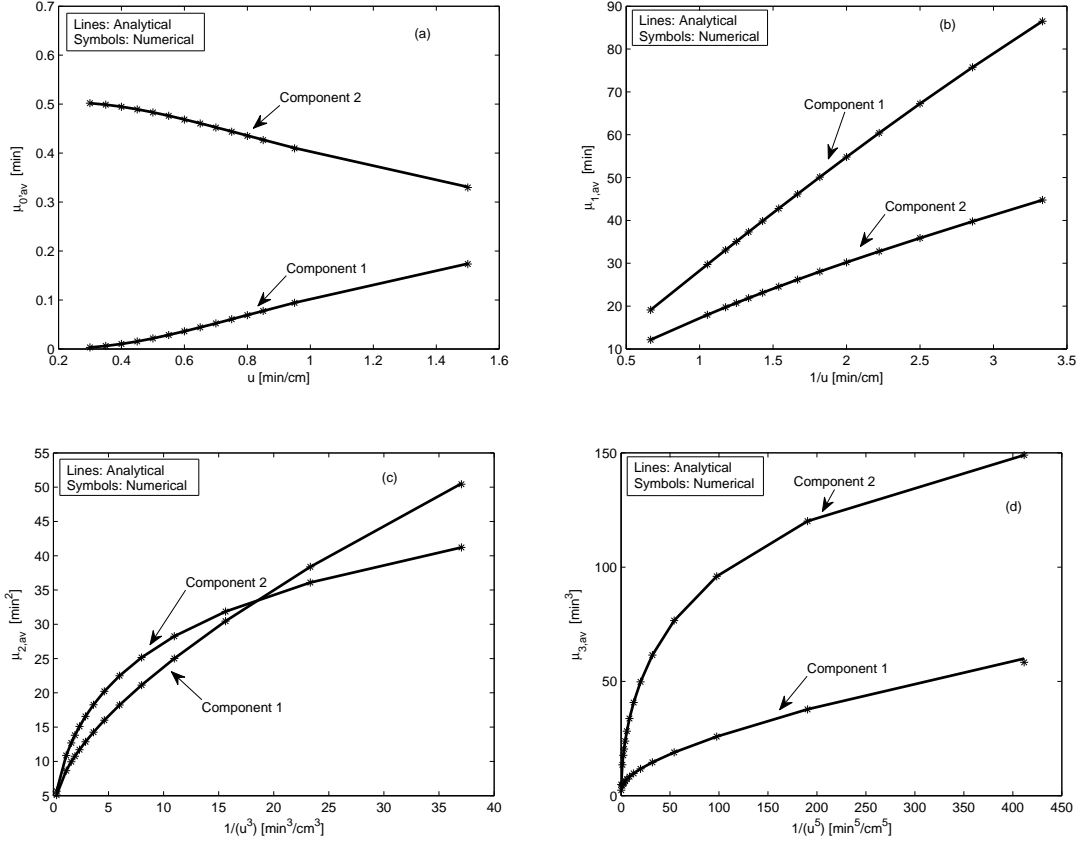 Lines: Analytical
Symbols: Numerical
(a)
Component 2
Component 1
μ0,av [min]
0.7
0.6
0.5
0.4
0.3
0.2
0.1
0
0.2 0.4 0.6 0.8 1 1.2 1.4 1.6
u [min/cm]
Lines: Analytical
Symbols: Numerical
(b)
Component 1
Component 2
μ1,av [min]
90
80
70
60
50
40
30
20
10
0.5 1 1.5 2 2.5 3 3.5
1/u [min/cm]
Lines: Analytical
Symbols: Numerical
(c)
Component 2
Component 1
μ2,av [min²]
55
50
45
40
35
30
25
20
15
10
5
0 5 10 15 20 25 30 35 40
1/(u³) [min³/cm³]
Lines: Analytical
Symbols: Numerical
(d)
Component 2
Component 1
μ3,av [min³]
150
100
50
0
0 50 100 150 200 250 300 350 400 450
1/(u⁵) [min⁵/cm⁵]